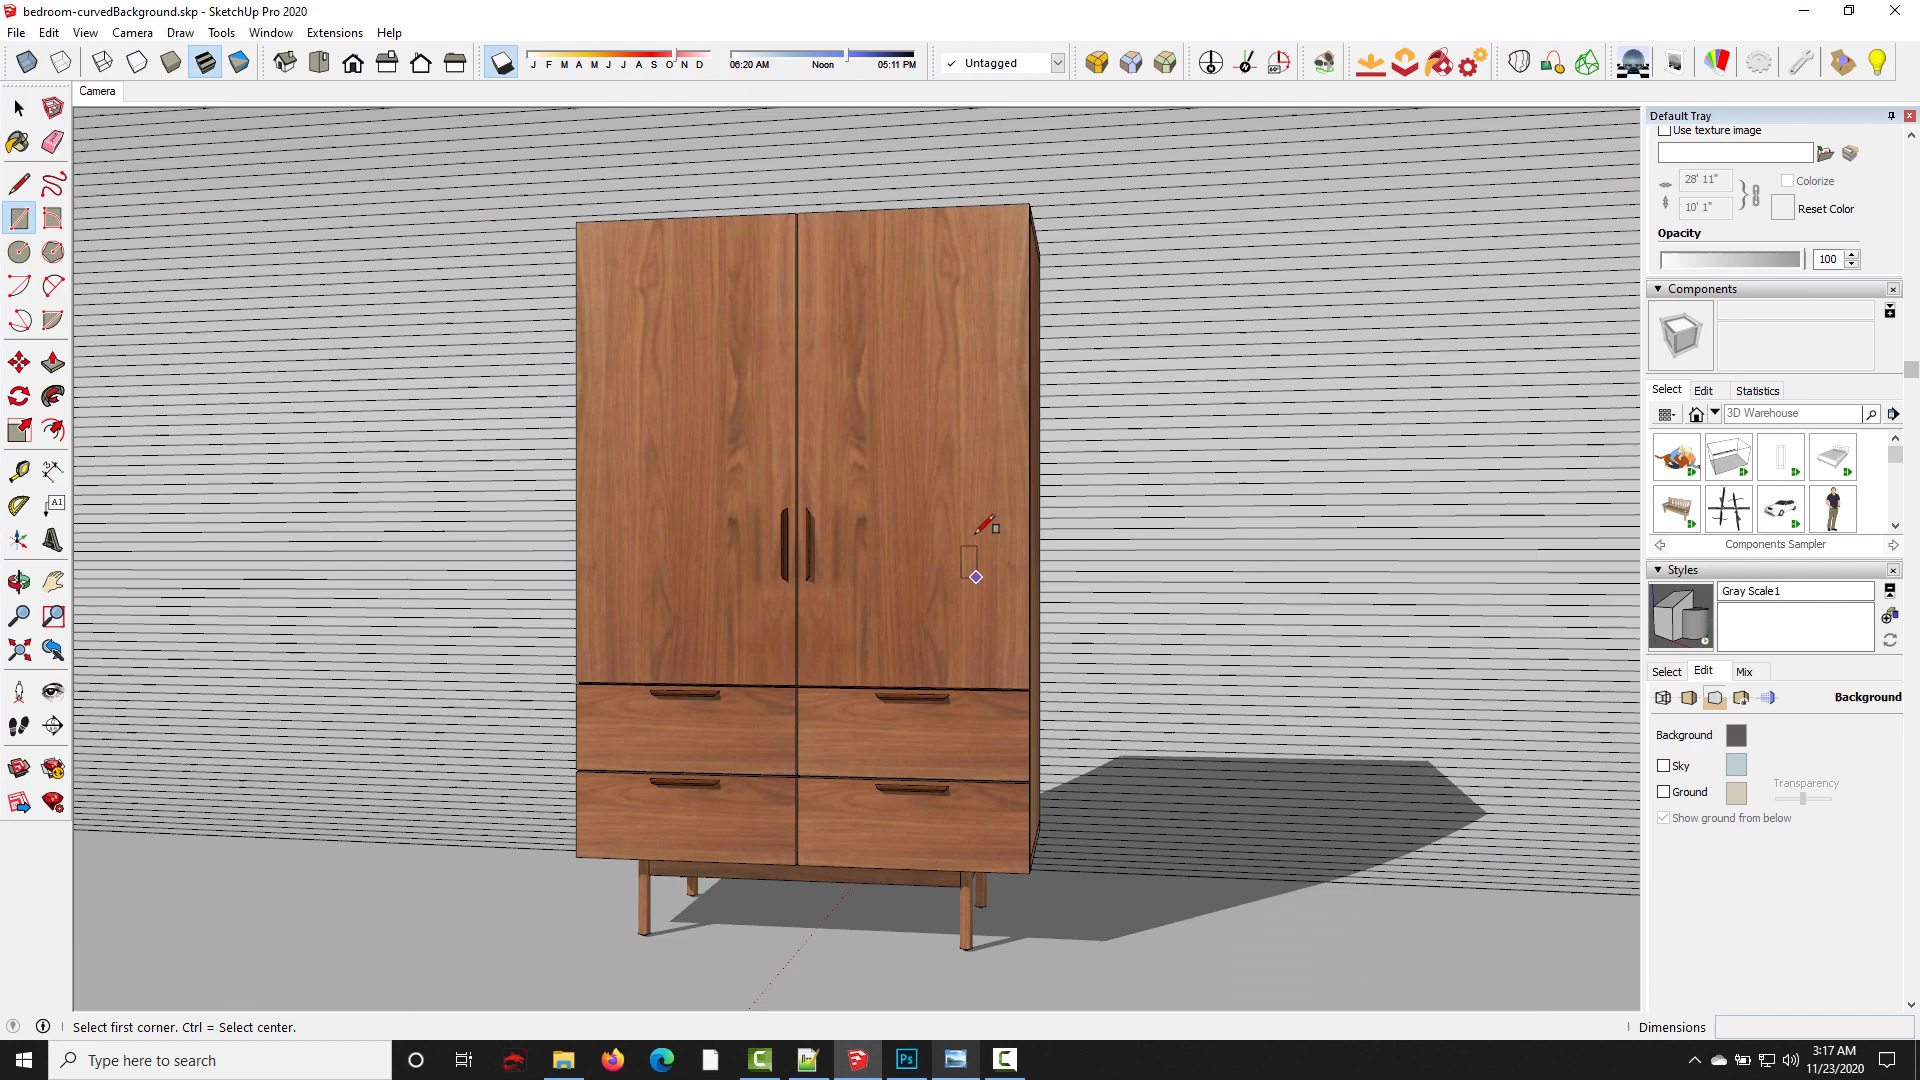 bedroom-curvedBackground.skp - SketchUp Pro 2020
File Edit View Camera Draw Tools Window Extensions Help
J F M A M J J A S O N D
06:20 AM Noon 05:11 PM
✓ Untagged
Camera
Default Tray
Use texture image
28' 11"
Colorize
10' 1"
Reset Color
Opacity
100
Components
Select Edit Statistics
3D Warehouse
A1
Components Sampler
Styles
Gray Scale1
Select Edit Mix
Background
Background
Sky
Transparency
Ground
Show ground from below
Select first corner. Ctrl = Select center.
Dimensions
Type here to search
Ps
3:17 AM
11/23/2020